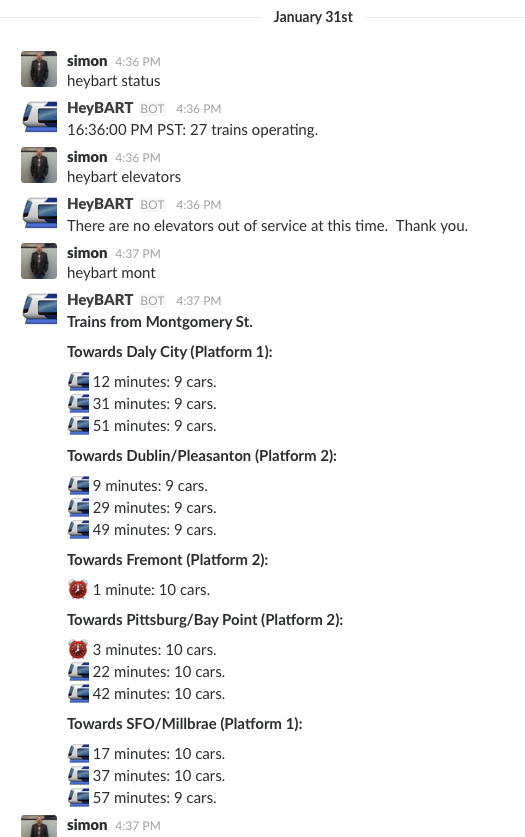 January 31st
simon 4:36 PM
heybart status
HeyBART BOT 4:36 PM
16:36:00 PM PST: 27 trains operating.
simon 4:36 PM
heybart elevators
HeyBART BOT 4:36 PM
There are no elevators out of service at this time.  Thank you.
simon 4:37 PM
heybart mont
HeyBART BOT 4:37 PM
Trains from Montgomery St.
Towards Daly City (Platform 1):
12 minutes: 9 cars.
31 minutes: 9 cars.
51 minutes: 9 cars.
Towards Dublin/Pleasanton (Platform 2):
9 minutes: 9 cars.
29 minutes: 9 cars.
49 minutes: 9 cars.
Towards Fremont (Platform 2):
1 minute: 10 cars.
Towards Pittsburg/Bay Point (Platform 2):
3 minutes: 10 cars.
22 minutes: 10 cars.
42 minutes: 10 cars.
Towards SFO/Millbrae (Platform 1):
17 minutes: 10 cars.
37 minutes: 10 cars.
57 minutes: 9 cars.
simon 4:37 PM